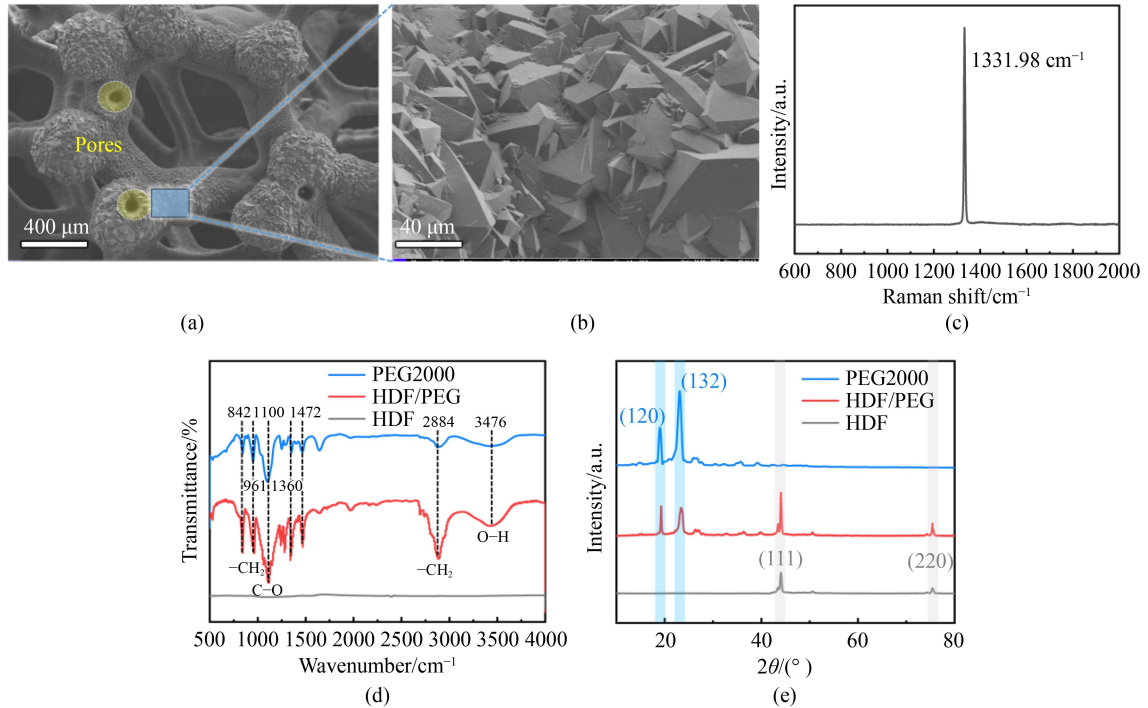 Pores
400 μm
40 μm
Intensity/a.u.
1331.98 cm⁻¹
600 800 1000 1200 1400 1600 1800 2000
Raman shift/cm⁻¹
(a)
(b)
(c)
Transmittance/%
PEG2000
HDF/PEG
HDF
842 1100 1472 2884 3476
961 1360
−CH₂
C−O
−CH₂
O−H
500 1000 1500 2000 2500 3000 3500 4000
Wavenumber/cm⁻¹
(d)
Intensity/a.u.
(120)
(132)
PEG2000
HDF/PEG
HDF
(111)
(220)
20 40 60 80
2θ/(° )
(e)